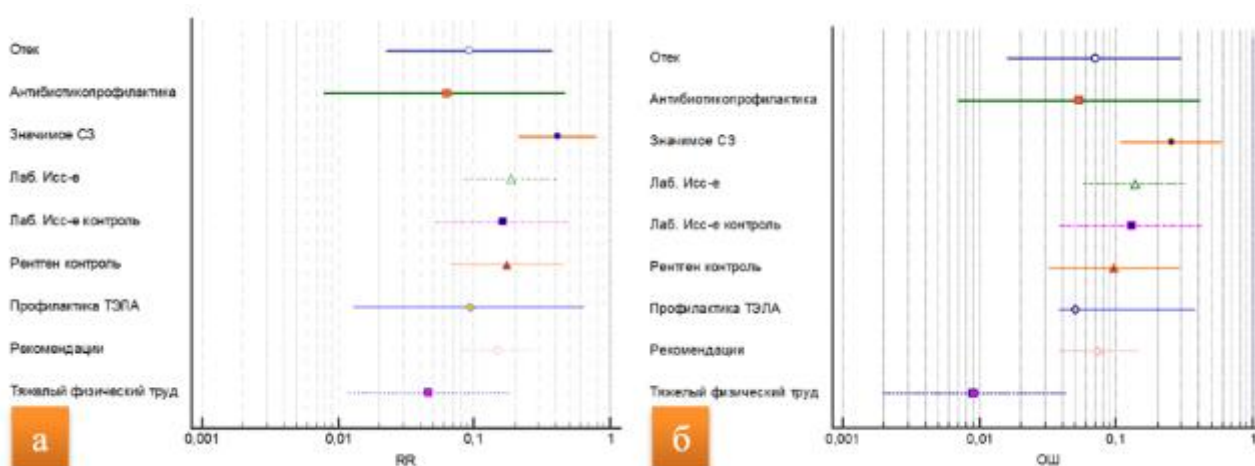 Отек
Антибиотикопрофилактика
Значимое СЗ
Лаб. Исс-е
Лаб. Исс-е контроль
Рентген контроль
Профилактика ТЭЛА
Рекомендации
Тяжелый физический труд
0,001 0,01 0,1 1
RR
а
Отек
Антибиотикопрофилактика
Значимое СЗ
Лаб. Исс-е
Лаб. Исс-е контроль
Рентген контроль
Профилактика ТЭЛА
Рекомендации
Тяжелый физический труд
0,001 0,01 0,1 1
ОШ
б